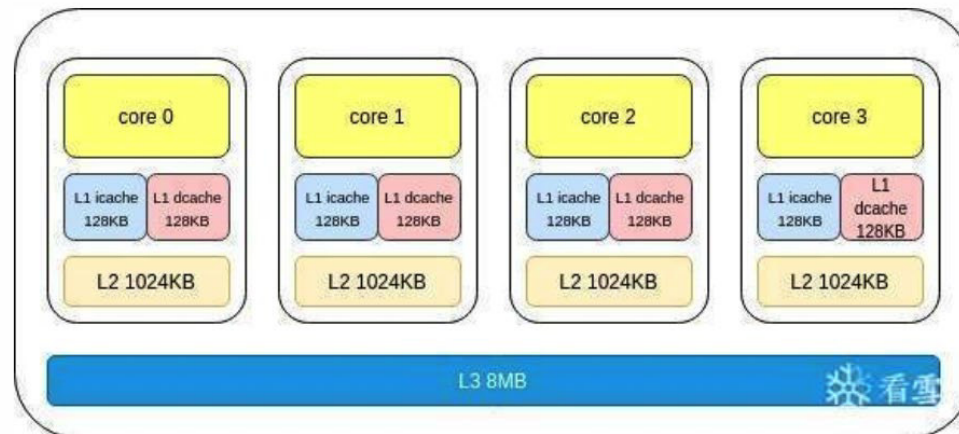 core 0
core 1
core 2
core 3
L1 icache
128KB
L1 dcache
128KB
L1 icache
128KB
L1 dcache
128KB
L1 icache
128KB
L1 dcache
128KB
L1 icache
128KB
L1
dcache
128KB
L2 1024KB
L2 1024KB
L2 1024KB
L2 1024KB
L3 8MB
看雪